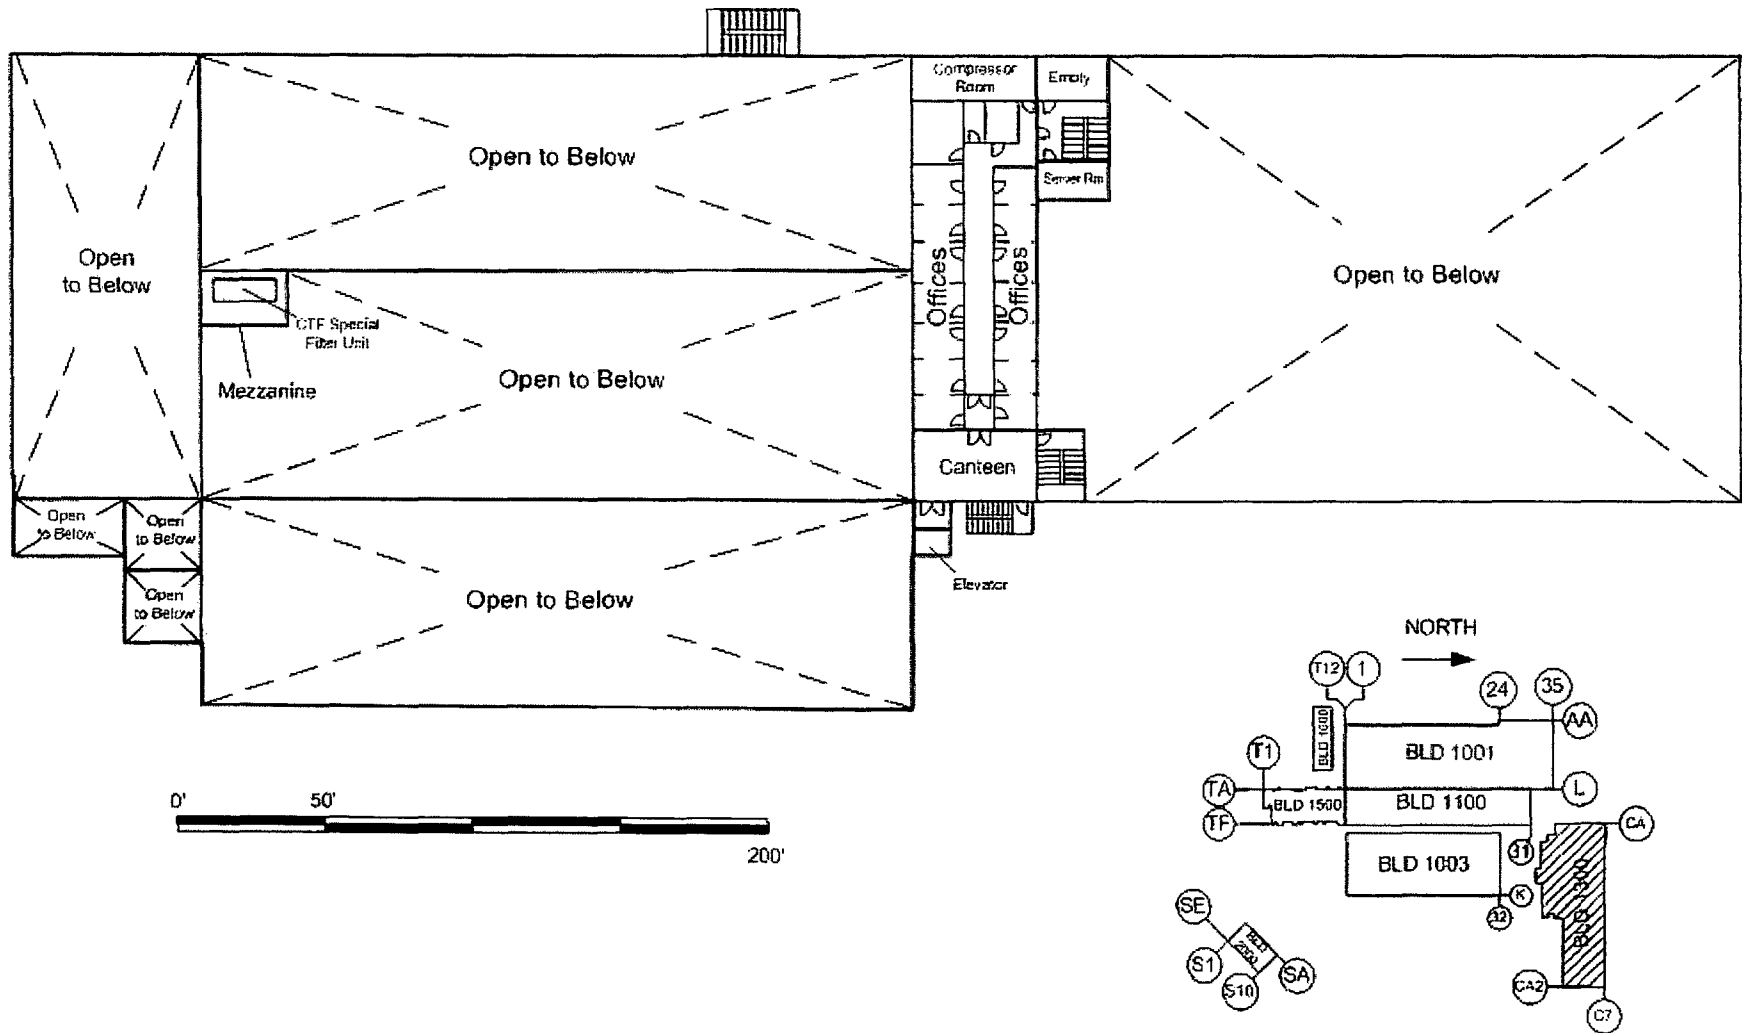 Compressor
Room
Empty
Open to Below
Server Rm
Open
to Below
Offices
Offices
Open to Below
CTF Special
Filter Unit
Mezzanine
Open to Below
Canteen
Open
to Below
Open
to Below
Open
to Below
Open to Below
Elevator
NORTH
T12
1
24
35
AA
BLD 1001
T1
TA
L
BLD 1500
BLD 1100
TF
CA
31
BLD 1003
K
32
BLD 1300
SE
BLD
2000
S1
SA
S10
CA2
C7
0'
50'
200'